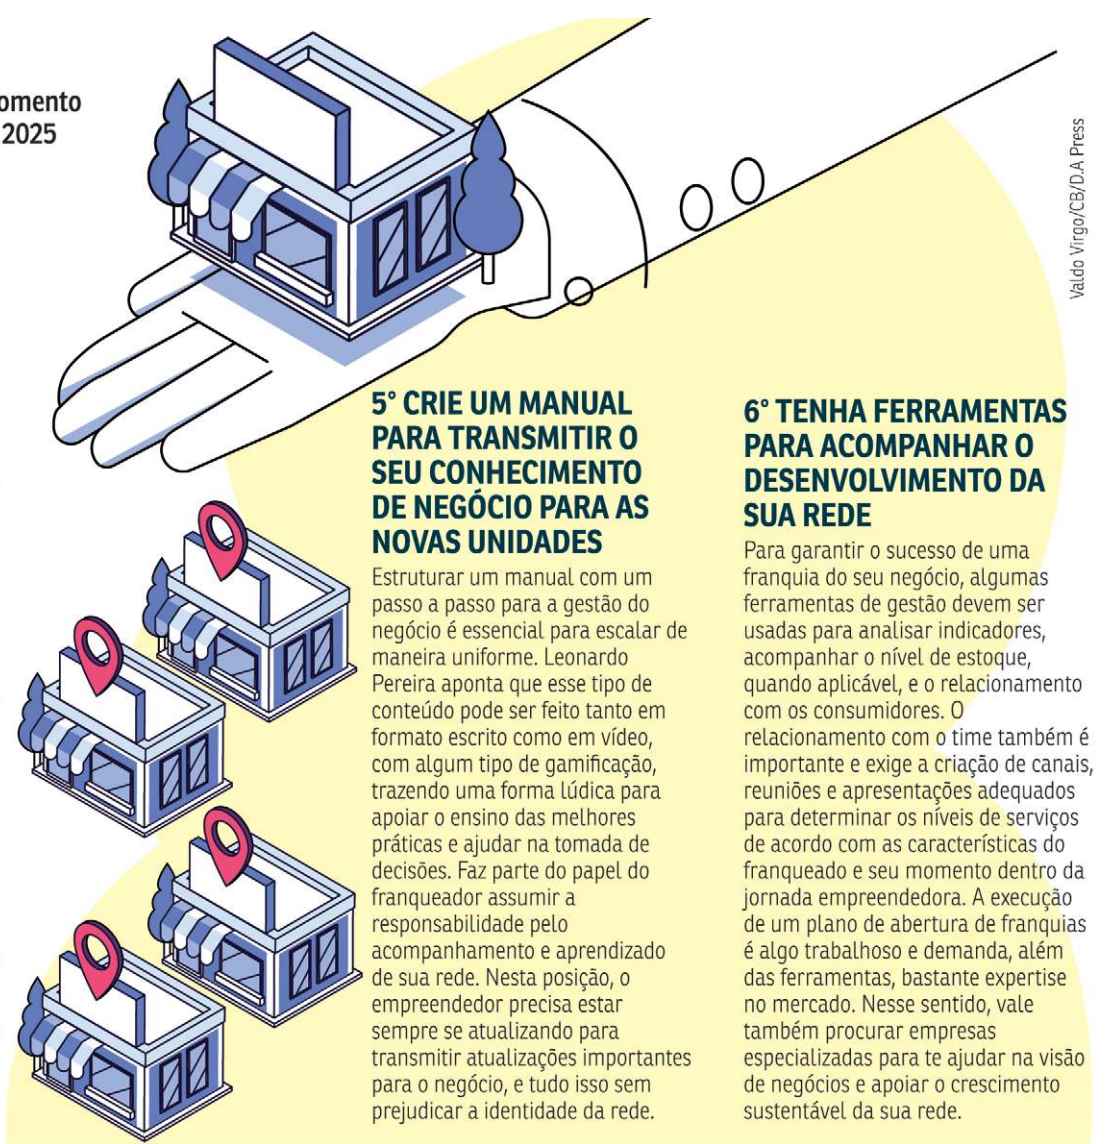 omento
2025
Valdo Virgo/CB/D.A Press
5° CRIE UM MANUAL
PARA TRANSMITIR O
SEU CONHECIMENTO
DE NEGÓCIO PARA AS
NOVAS UNIDADES
Estruturar um manual com um
passo a passo para a gestão do
negócio é essencial para escalar de
maneira uniforme. Leonardo
Pereira aponta que esse tipo de
conteúdo pode ser feito tanto em
formato escrito como em vídeo,
com algum tipo de gamificação,
trazendo uma forma lúdica para
apoiar o ensino das melhores
práticas e ajudar na tomada de
decisões. Faz parte do papel do
franqueador assumir a
responsabilidade pelo
acompanhamento e aprendizado
de sua rede. Nesta posição, o
empreendedor precisa estar
sempre se atualizando para
transmitir atualizações importantes
para o negócio, e tudo isso sem
prejudicar a identidade da rede.
6° TENHA FERRAMENTAS
PARA ACOMPANHAR O
DESENVOLVIMENTO DA
SUA REDE
Para garantir o sucesso de uma
franquia do seu negócio, algumas
ferramentas de gestão devem ser
usadas para analisar indicadores,
acompanhar o nível de estoque,
quando aplicável, e o relacionamento
com os consumidores. O
relacionamento com o time também é
importante e exige a criação de canais,
reuniões e apresentações adequados
para determinar os níveis de serviços
de acordo com as características do
franqueado e seu momento dentro da
jornada empreendedora. A execução
de um plano de abertura de franquias
é algo trabalhoso e demanda, além
das ferramentas, bastante expertise
no mercado. Nesse sentido, vale
também procurar empresas
especializadas para te ajudar na visão
de negócios e apoiar o crescimento
sustentável da sua rede.